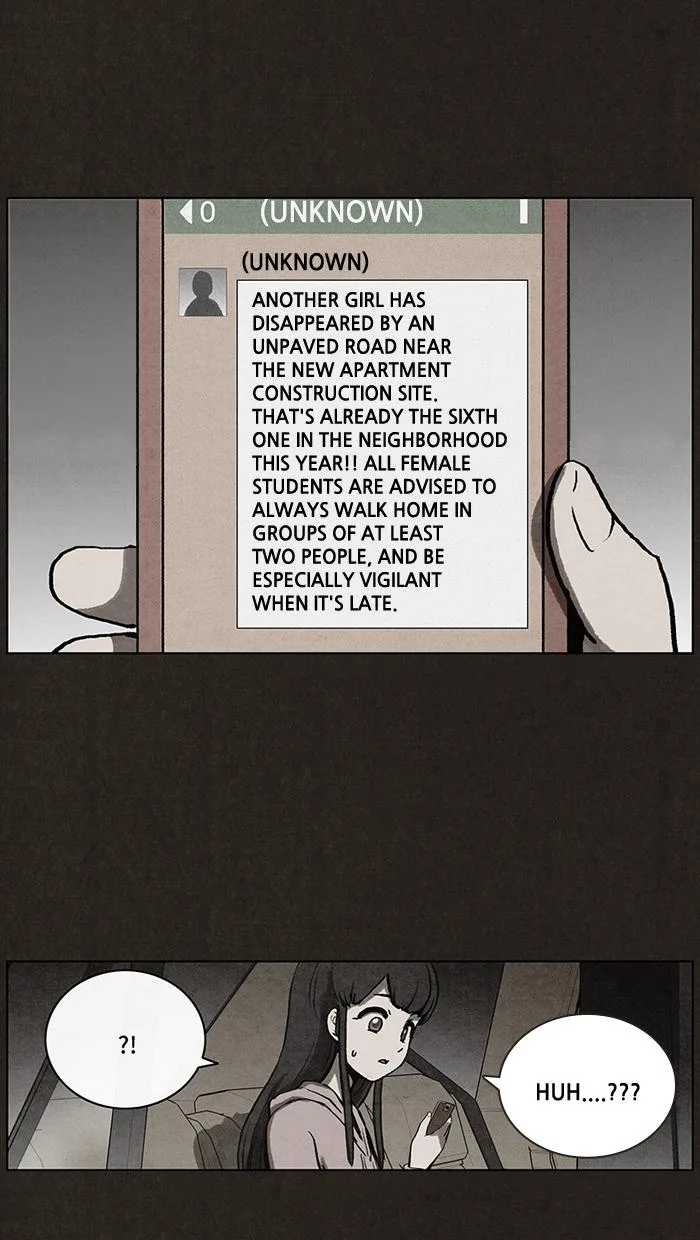 0 (UNKNOWN)
(UNKNOWN)
ANOTHER GIRL HAS
DISAPPEARED BY AN
UNPAVED ROAD NEAR
THE NEW APARTMENT
CONSTRUCTION SITE.
THAT'S ALREADY THE SIXTH
ONE IN THE NEIGHBORHOOD
THIS YEAR!! ALL FEMALE
STUDENTS ARE ADVISED TO
ALWAYS WALK HOME IN
GROUPS OF AT LEAST
TWO PEOPLE, AND BE
ESPECIALLY VIGILANT
WHEN IT'S LATE.
?!
HUH....???